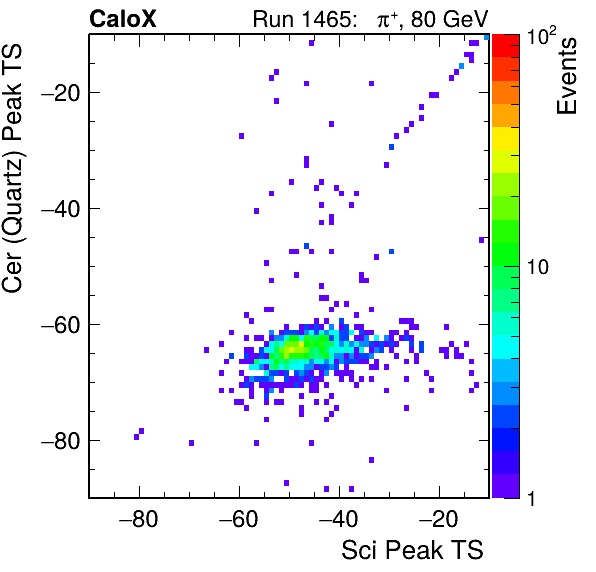 CaloX Run 1465: π⁺, 80 GeV
Cer (Quartz) Peak TS
−20
−40
−60
−80
−80 −60 −40 −20
Sci Peak TS
10²
10
1
Events